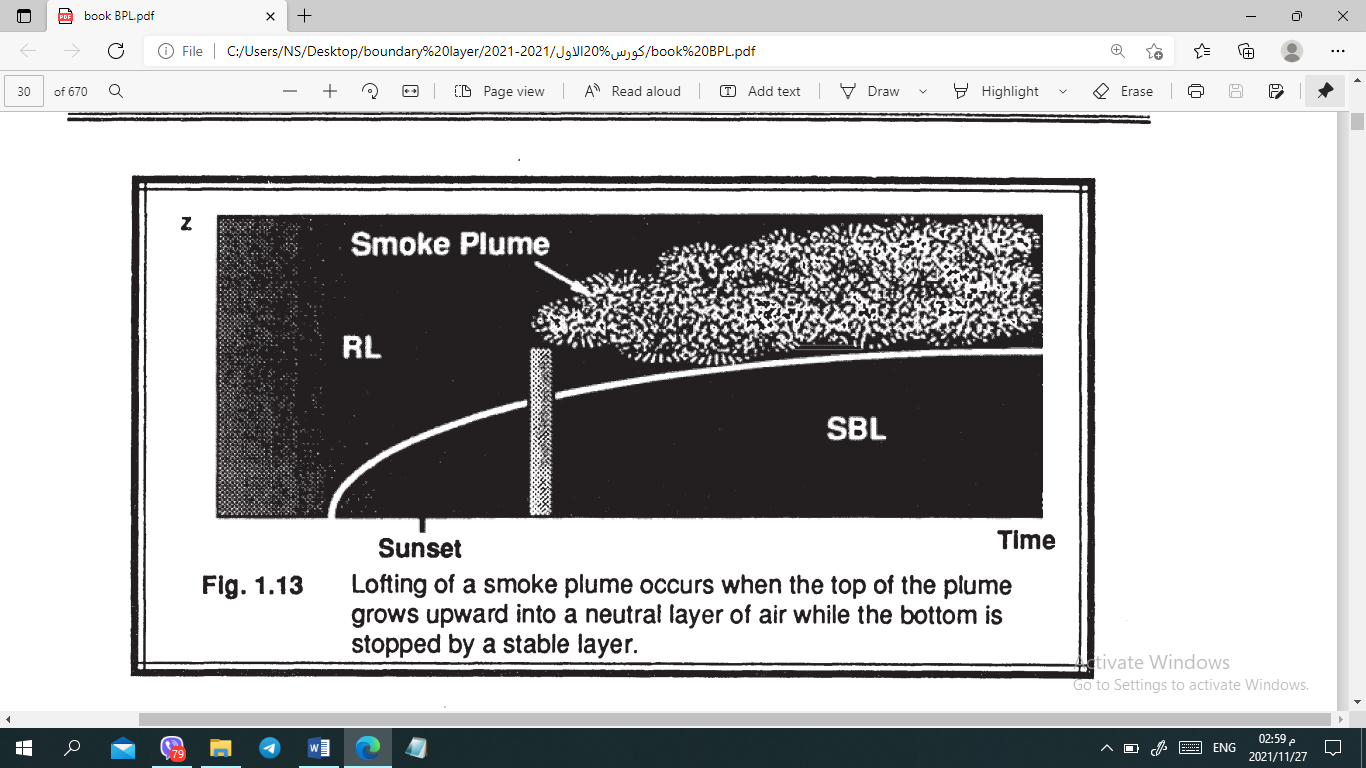 book BPL.pdf
File
C:/Users/NS/Desktop/boundary%20layer/2021-2021/كورس%20الاول/book%20BPL.pdf
30 of 670
Page view
Read aloud
Add text
Draw
Highlight
Erase
z
Smoke Plume
RL
SBL
Sunset
Time
Fig. 1.13 Lofting of a smoke plume occurs when the top of the plume
grows upward into a neutral layer of air while the bottom is
stopped by a stable layer.
Activate Windows
Go to Settings to activate Windows.
79
ENG
02:59 م
2021/11/27